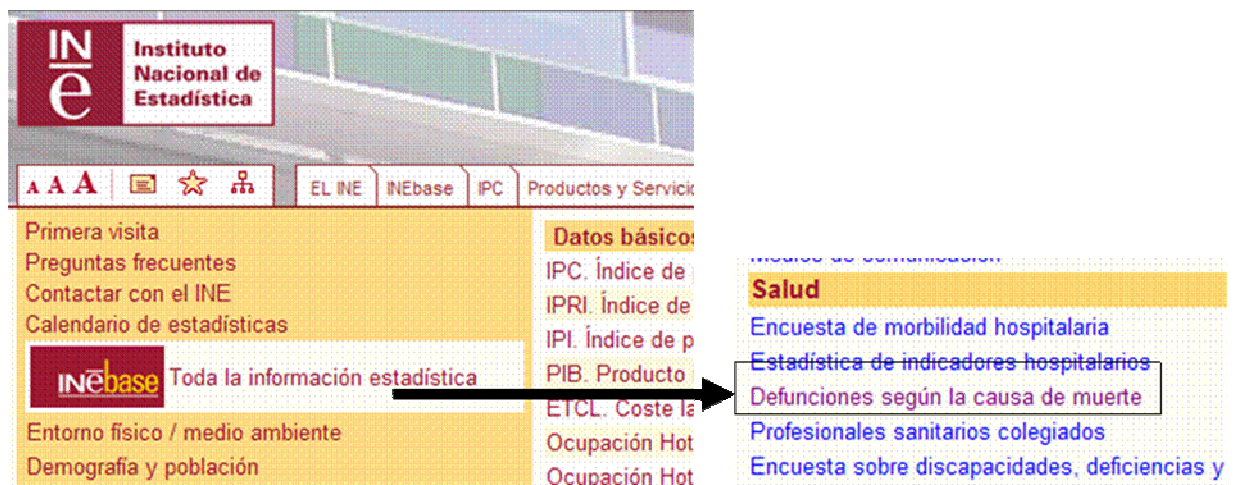 INe
Instituto
Nacional de
Estadística
A A A
EL INE
INEbase
IPC
Productos y
Primera visita
Preguntas frecuentes
Contactar con el INE
Calendario de estadísticas
INebase Toda la información estadística
Entorno físico / medio ambiente
Demografía y población
Datos
IPC. Índice de
IPRI. Índice de
IPI. Índice de p
PIB. Producto
ETCL. Coste la
Ocupación Hot
Ocupación Hot
Salud
Encuesta de morbilidad hospitalaria
Estadística de indicadores hospitalarios
Defunciones según la causa de muerte
Profesionales sanitarios colegiados
Encuesta sobre discapacidades, deficiencias y